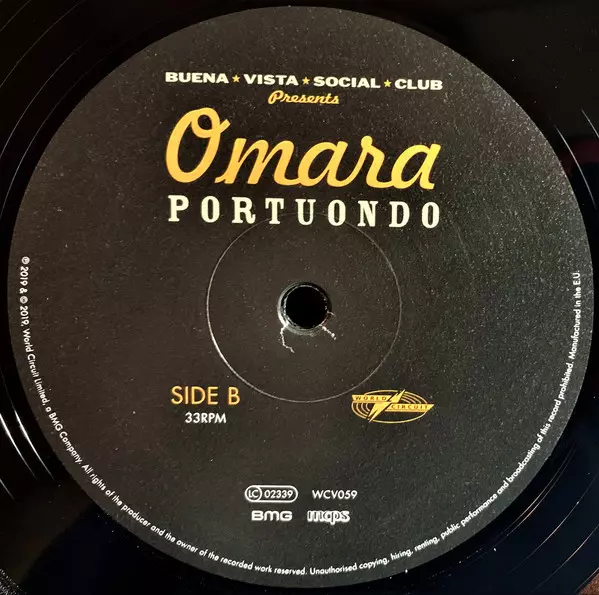 BUENA ★ VISTA ★ SOCIAL ★ CLUB
Presents
Omara
PORTUONDO
SIDE B
33RPM
WORLD CIRCUIT
LC 02339 WCV059
BMG mcps
℗ 2019 & © 2019, World Circuit Limited, a BMG Company. All rights of the producer and the owner of the recorded work reserved. Unauthorised copying, hiring, renting, public performance and broadcasting of this record prohibited. Manufactured in the E.U.